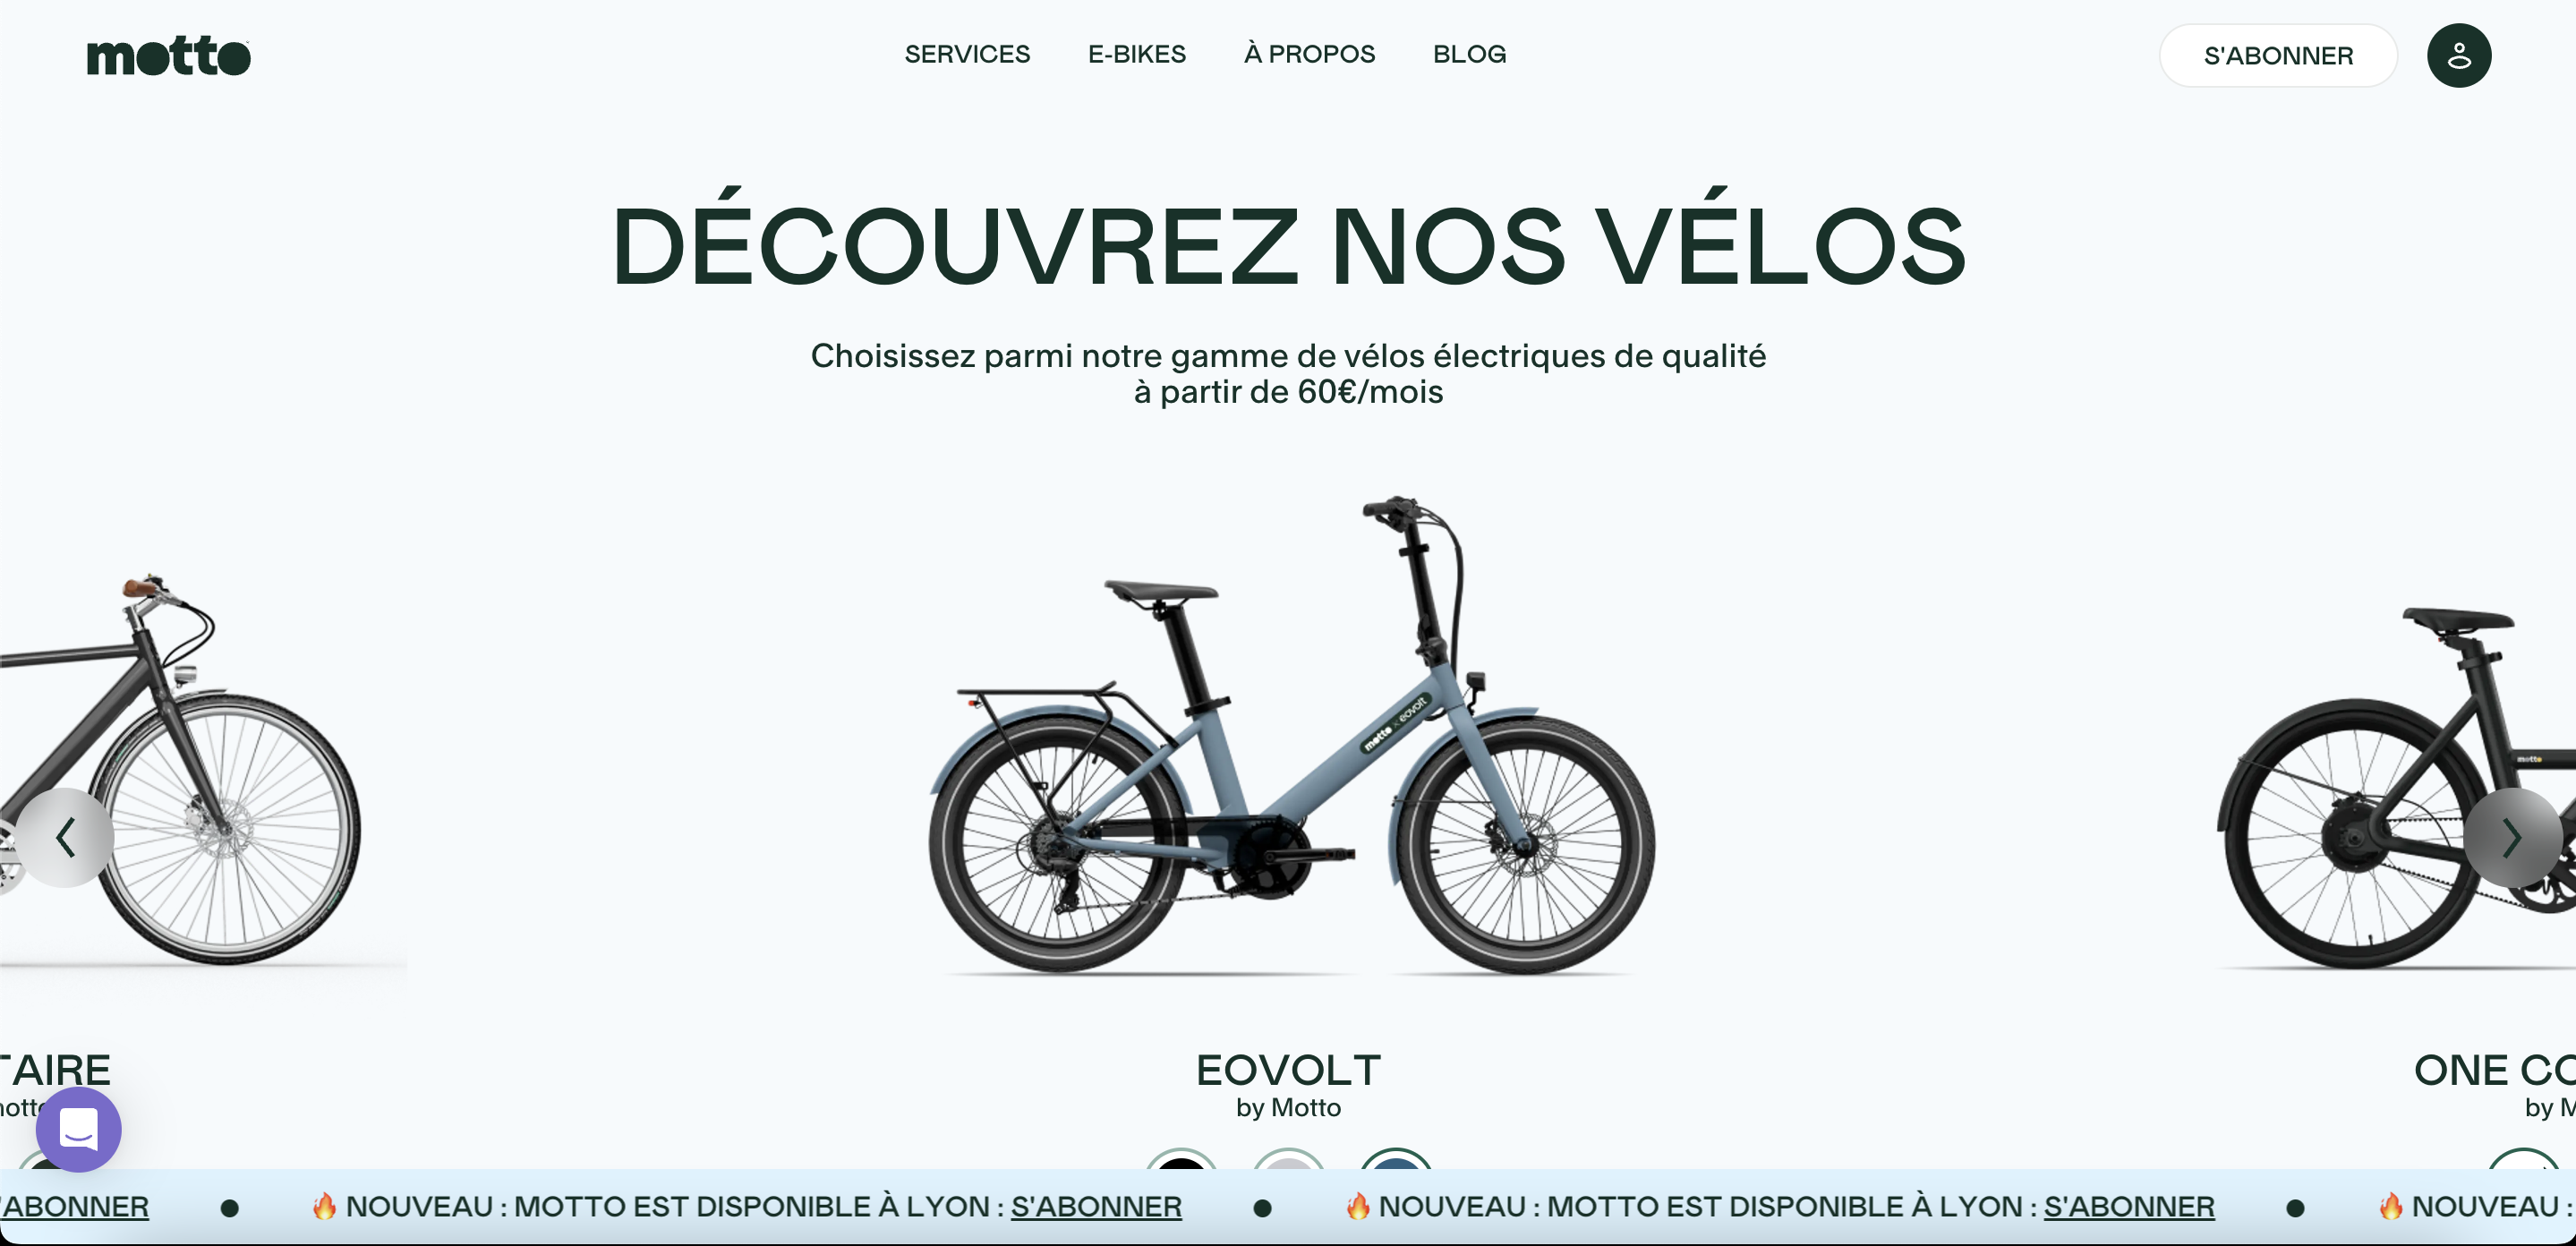 motto
SERVICES E-BIKES À PROPOS BLOG
S'ABONNER
DÉCOUVREZ NOS VÉLOS
Choisissez parmi notre gamme de vélos électriques de qualité
à partir de 60€/mois
motto x eovolt
motto
TAIRE
EOVOLT
by Motto
ONE CO
by M
'ABONNER ● 🔥 NOUVEAU : MOTTO EST DISPONIBLE À LYON : S'ABONNER ● 🔥 NOUVEAU : MOTTO EST DISPONIBLE À LYON : S'ABONNER ● 🔥 NOUVEAU :